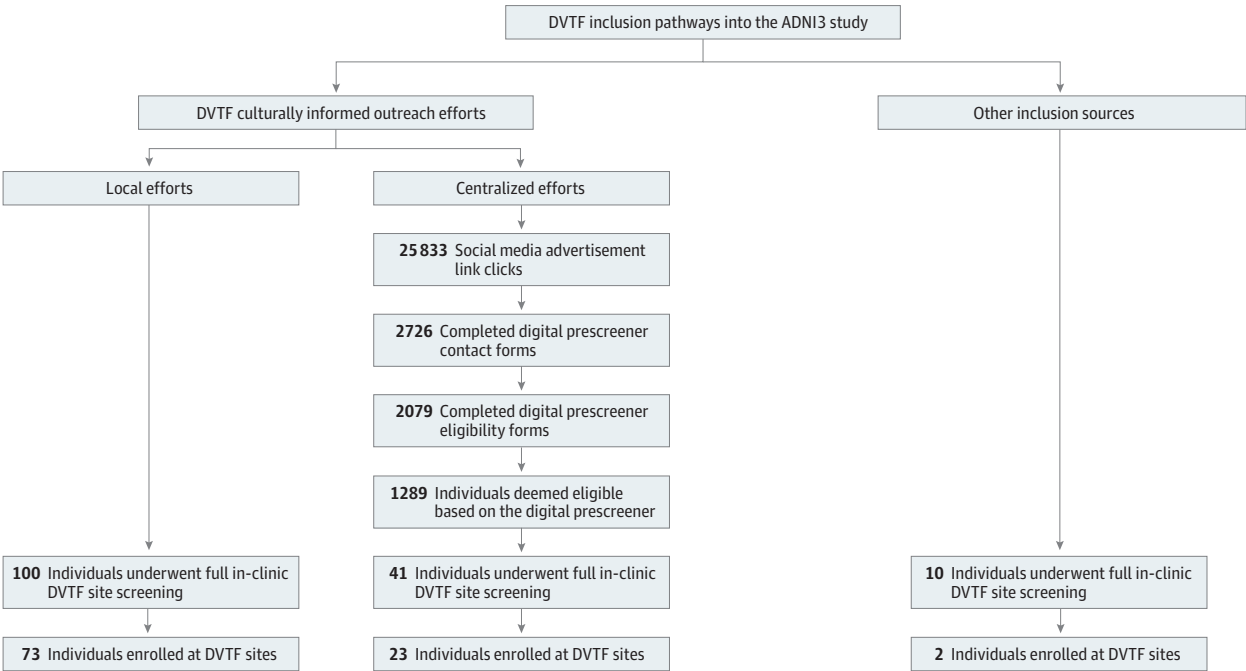 DVTF inclusion pathways into the ADNI3 study
DVTF culturally informed outreach efforts
Other inclusion sources
Local efforts
Centralized efforts
25 833 Social media advertisement
link clicks
2726 Completed digital prescreener
contact forms
2079 Completed digital prescreener
eligibility forms
1289 Individuals deemed eligible
based on the digital prescreener
100 Individuals underwent full in-clinic
DVTF site screening
41 Individuals underwent full in-clinic
DVTF site screening
10 Individuals underwent full in-clinic
DVTF site screening
73 Individuals enrolled at DVTF sites
23 Individuals enrolled at DVTF sites
2 Individuals enrolled at DVTF sites